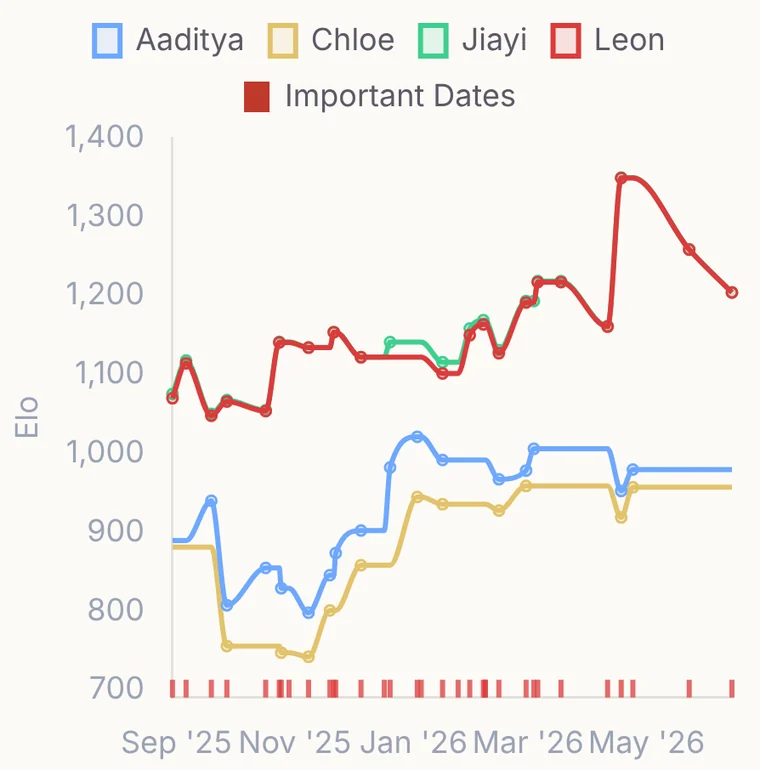 Aaditya Chloe Jiayi Leon
Important Dates
1,400
1,300
1,200
1,100
1,000
900
800
700
Elo
Sep '25 Nov '25 Jan '26 Mar '26 May '26